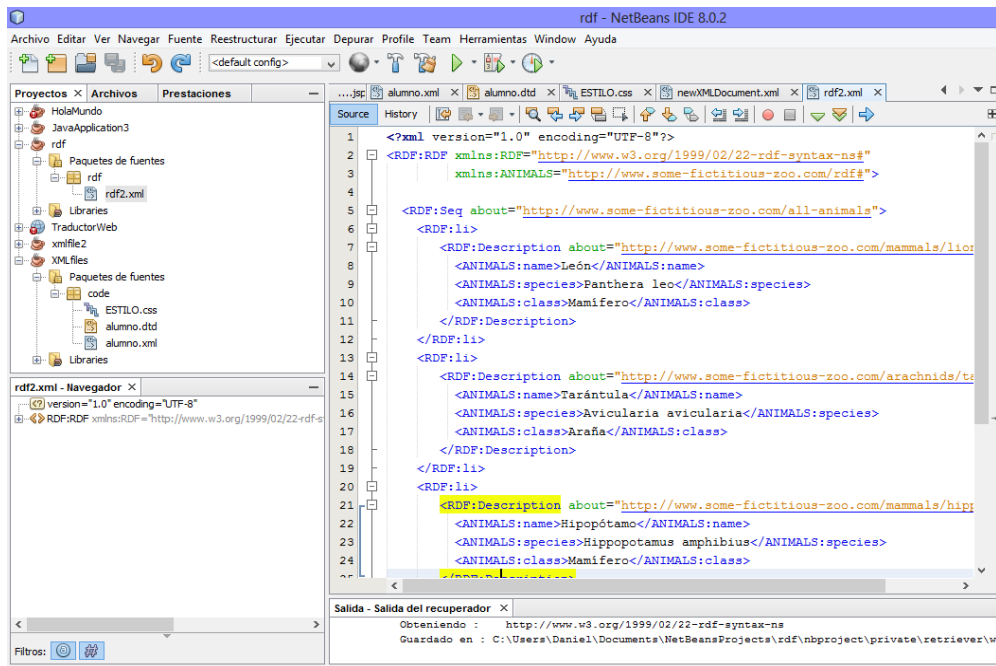 rdf - NetBeans IDE 8.0.2
Archivo Editar Ver Navegar Fuente Reestructurar Ejecutar Depurar Profile Team Herramientas Window Ayuda
<default config>
Proyectos Archivos Prestaciones
HolaMundo
JavaApplication3
rdf
Paquetes de fuentes
rdf
rdf2.xml
Libraries
TraductorWeb
xmlfile2
XMLfiles
Paquetes de fuentes
code
ESTILO.css
alumno.dtd
alumno.xml
Libraries
rdf2.xml - Navegador
version="1.0" encoding="UTF-8"
RDF:RDF xmlns:RDF="http://www.w3.org/1999/02/22-rdf-s
Filtros:
....jsp alumno.xml alumno.dtd ESTILO.css newXMLDocument.xml rdf2.xml
Source History
1 <?xml version="1.0" encoding="UTF-8"?>
2 <RDF:RDF xmlns:RDF="http://www.w3.org/1999/02/22-rdf-syntax-ns#"
3 xmlns:ANIMALS="http://www.some-fictitious-zoo.com/rdf#">
4
5 <RDF:Seq about="http://www.some-fictitious-zoo.com/all-animals">
6 <RDF:li>
7 <RDF:Description about="http://www.some-fictitious-zoo.com/mammals/lion
8 <ANIMALS:name>León</ANIMALS:name>
9 <ANIMALS:species>Panthera leo</ANIMALS:species>
10 <ANIMALS:class>Mamífero</ANIMALS:class>
11 </RDF:Description>
12 </RDF:li>
13 <RDF:li>
14 <RDF:Description about="http://www.some-fictitious-zoo.com/arachnids/ta
15 <ANIMALS:name>Tarántula</ANIMALS:name>
16 <ANIMALS:species>Avicularia avicularia</ANIMALS:species>
17 <ANIMALS:class>Araña</ANIMALS:class>
18 </RDF:Description>
19 </RDF:li>
20 <RDF:li>
21 <RDF:Description about="http://www.some-fictitious-zoo.com/mammals/hipp
22 <ANIMALS:name>Hipopótamo</ANIMALS:name>
23 <ANIMALS:species>Hippopotamus amphibius</ANIMALS:species>
24 <ANIMALS:class>Mamífero</ANIMALS:class>
25 </RDF:Description>
Salida - Salida del recuperador
Obteniendo : http://www.w3.org/1999/02/22-rdf-syntax-ns
Guardado en : C:\Users\Daniel\Documents\NetBeansProjects\rdf\nbproject\private\retriever\w